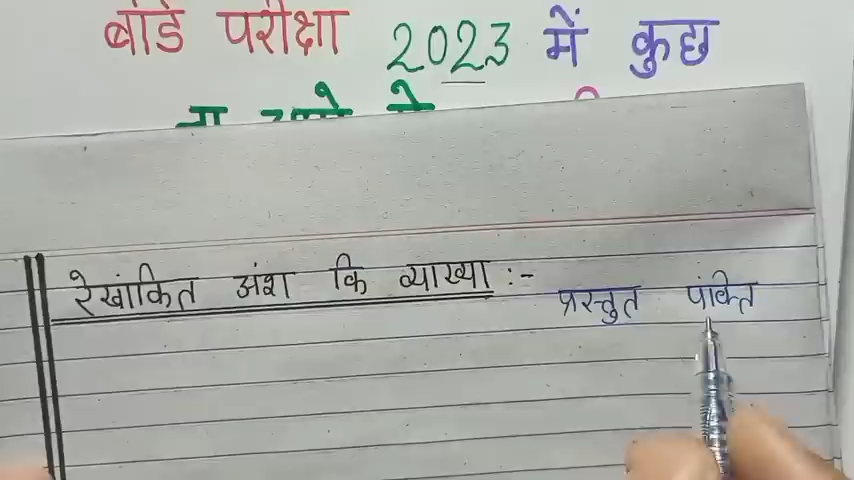 बोर्ड परीक्षा 2023 में कुछ
रेखांकित अंश कि व्याख्या :- प्रस्तुत पंक्ति